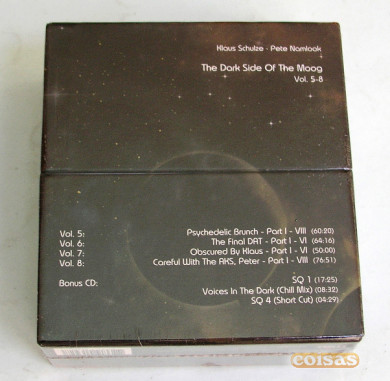 Klaus Schulze · Pete Namlook
The Dark Side Of The Moog
Vol. 5-8
Vol. 5: Psychedelic Brunch - Part I - VIII (60:20)
Vol. 6: The Final DAT - Part I - VI (64:16)
Vol. 7: Obscured By Klaus - Part I - VI (50:00)
Vol. 8: Careful With The AKS, Peter - Part I - VIII (76:51)
Bonus CD: SQ 1 (17:25)
Voices In The Dark (Chill Mix) (08:32)
SQ 4 (Short Cut) (04:29)
coisas